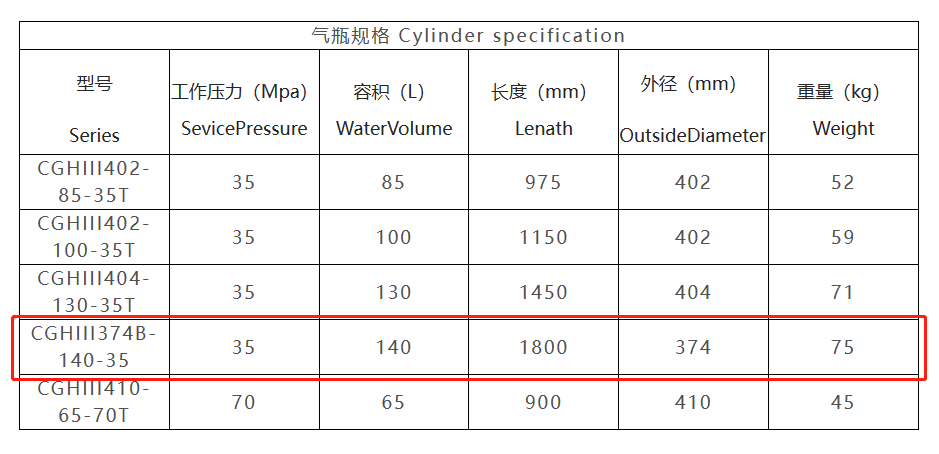 气瓶规格 Cylinder specification
型号 工作压力（Mpa） 容积（L） 长度（mm） 外径（mm） 重量（kg）
Series SevicePressure WaterVolume Lenath OutsideDiameter Weight
CGHIII402-
85-35T 35 85 975 402 52
CGHIII402-
100-35T 35 100 1150 402 59
CGHIII404-
130-35T 35 130 1450 404 71
CGHIII374B-
140-35 35 140 1800 374 75
CGHIII410-
65-70T 70 65 900 410 45